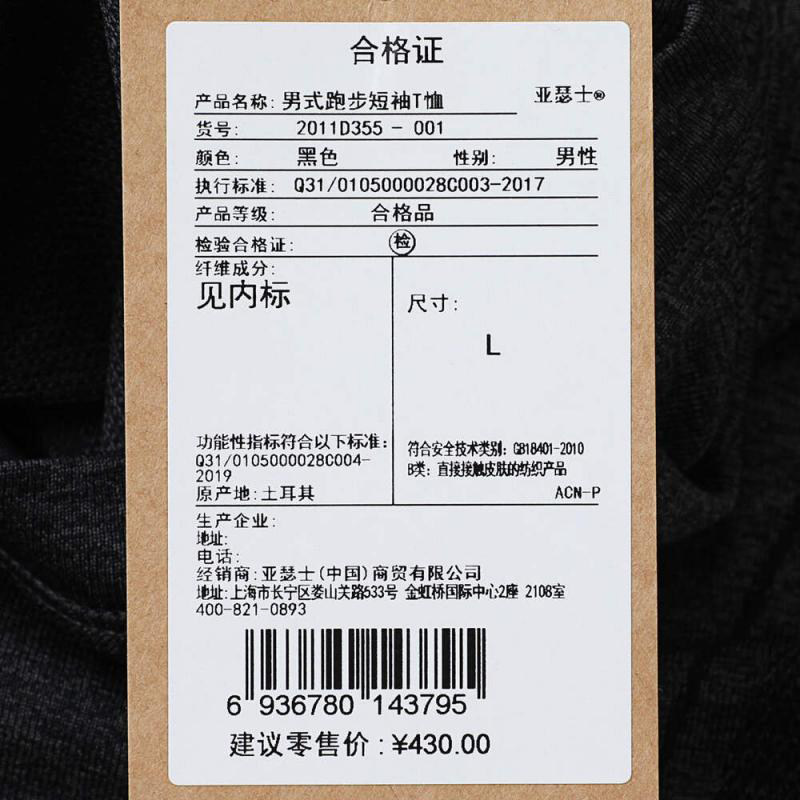 合格证
亚瑟士®
产品名称: 男式跑步短袖T恤
货号: 2011D355 - 001
颜色: 黑色 性别: 男性
执行标准: Q31/0105000028C003-2017
产品等级: 合格品
检验合格证: 检
纤维成分:
见内标
尺寸:
L
功能性指标符合以下标准:
Q31/0105000028C004-
2019
原产地:土耳其
符合安全技术类别: GB18401-2010
B类: 直接接触皮肤的纺织产品
ACN-P
生产企业:
地址:
电话:
经销商:亚瑟士(中国)商贸有限公司
地址:上海市长宁区娄山关路533号 金虹桥国际中心2座 2108室
400-821-0893
6 936780 143795
建议零售价:¥430.00